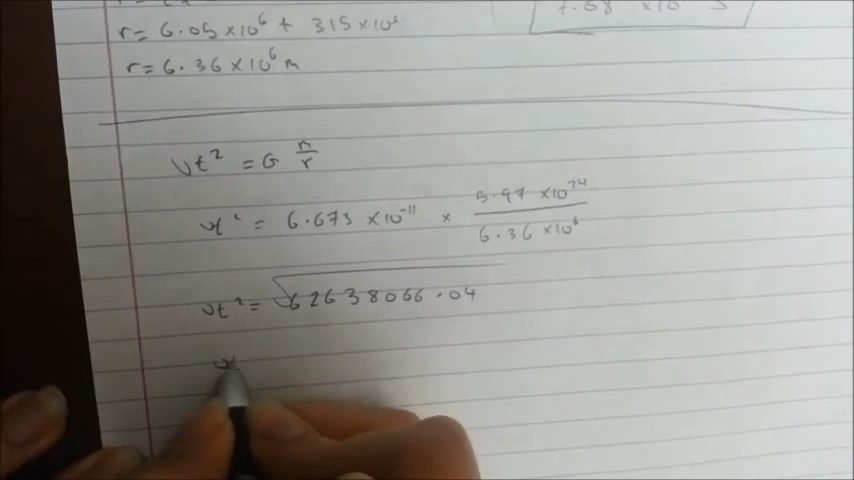 r = 6.05 × 10⁶ + 315 × 10³
r = 6.36 × 10⁶ m
vt² = G m/r
vt² = 6.673 × 10⁻¹¹ × 5.97 × 10²⁴ / 6.36 × 10⁶
vt² = √62638066.04
vt